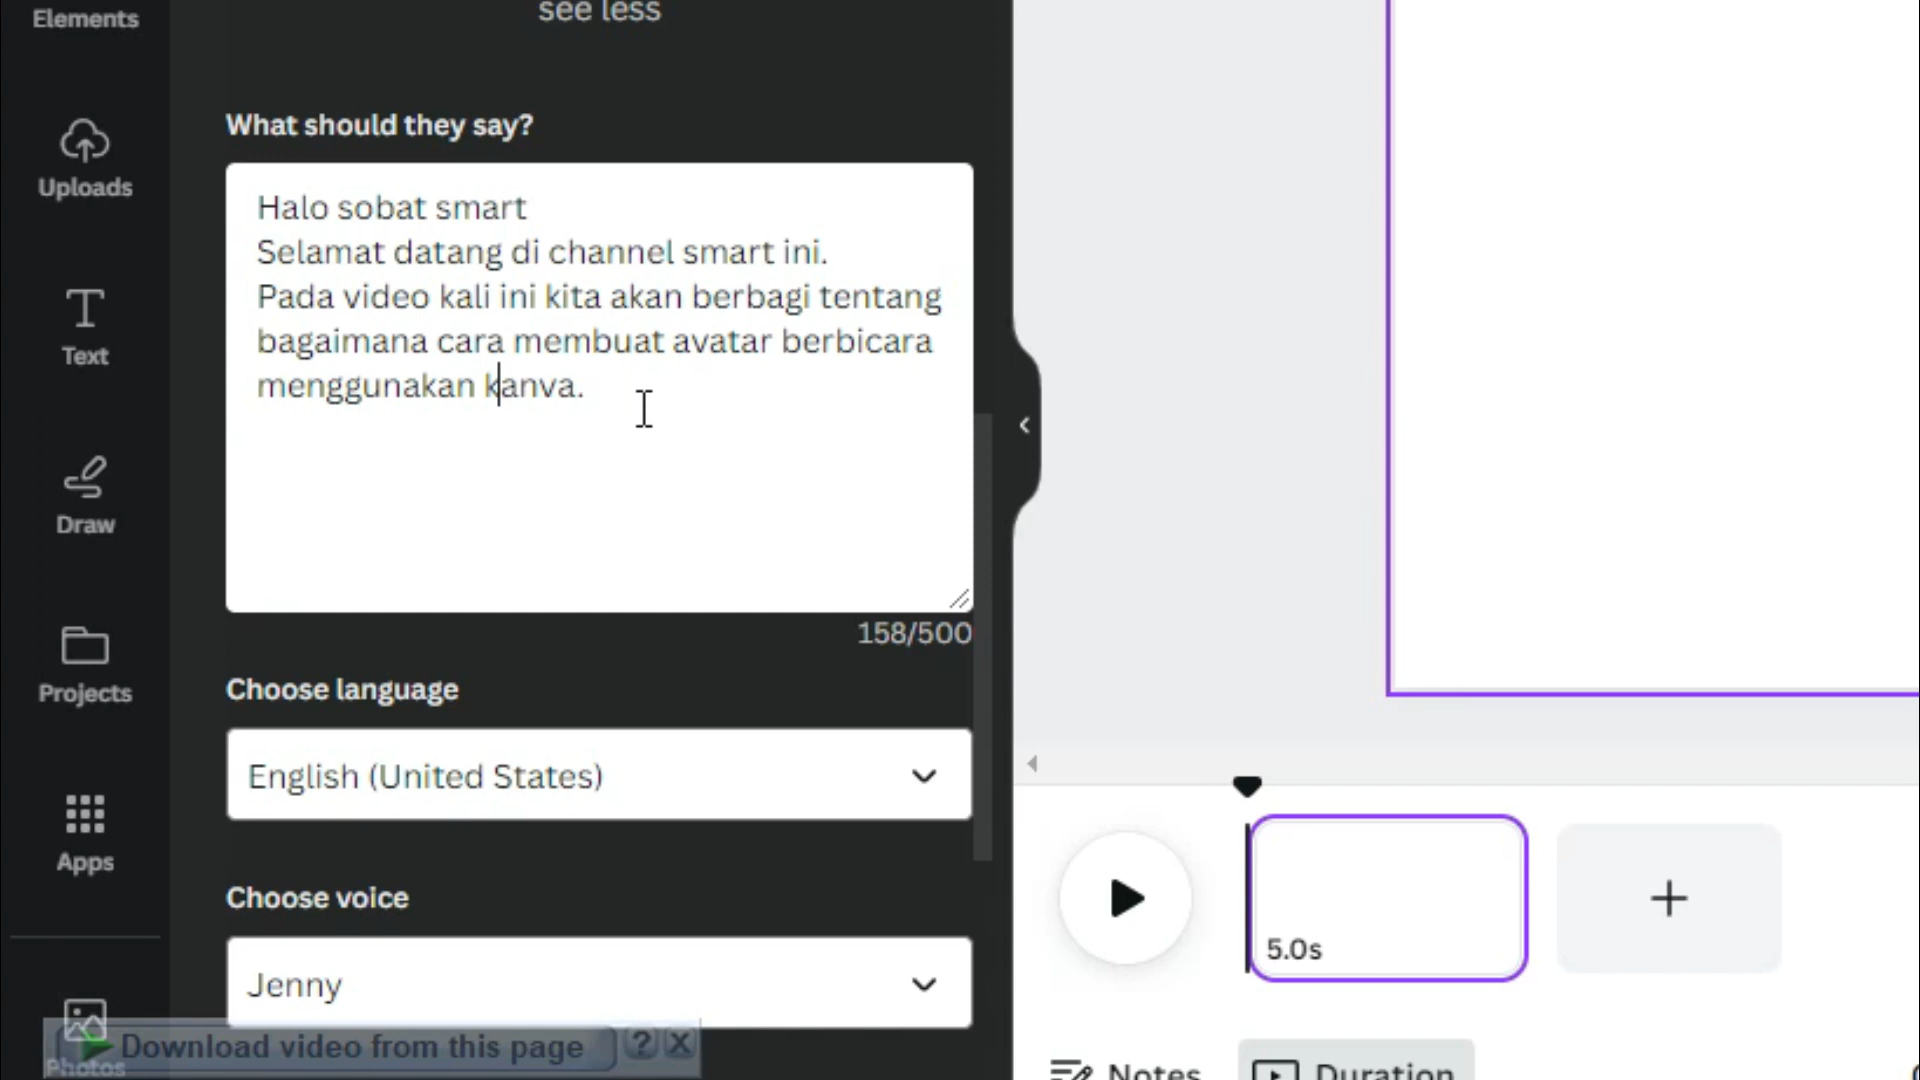 Elements
see less
Uploads
Text
Draw
Projects
Apps
Photos
What should they say?
Halo sobat smart
Selamat datang di channel smart ini.
Pada video kali ini kita akan berbagi tentang
bagaimana cara membuat avatar berbicara
menggunakan kanva.
158/500
Choose language
English (United States)
Choose voice
Jenny
Download video from this page ? X
5.0s
Notes
Duration